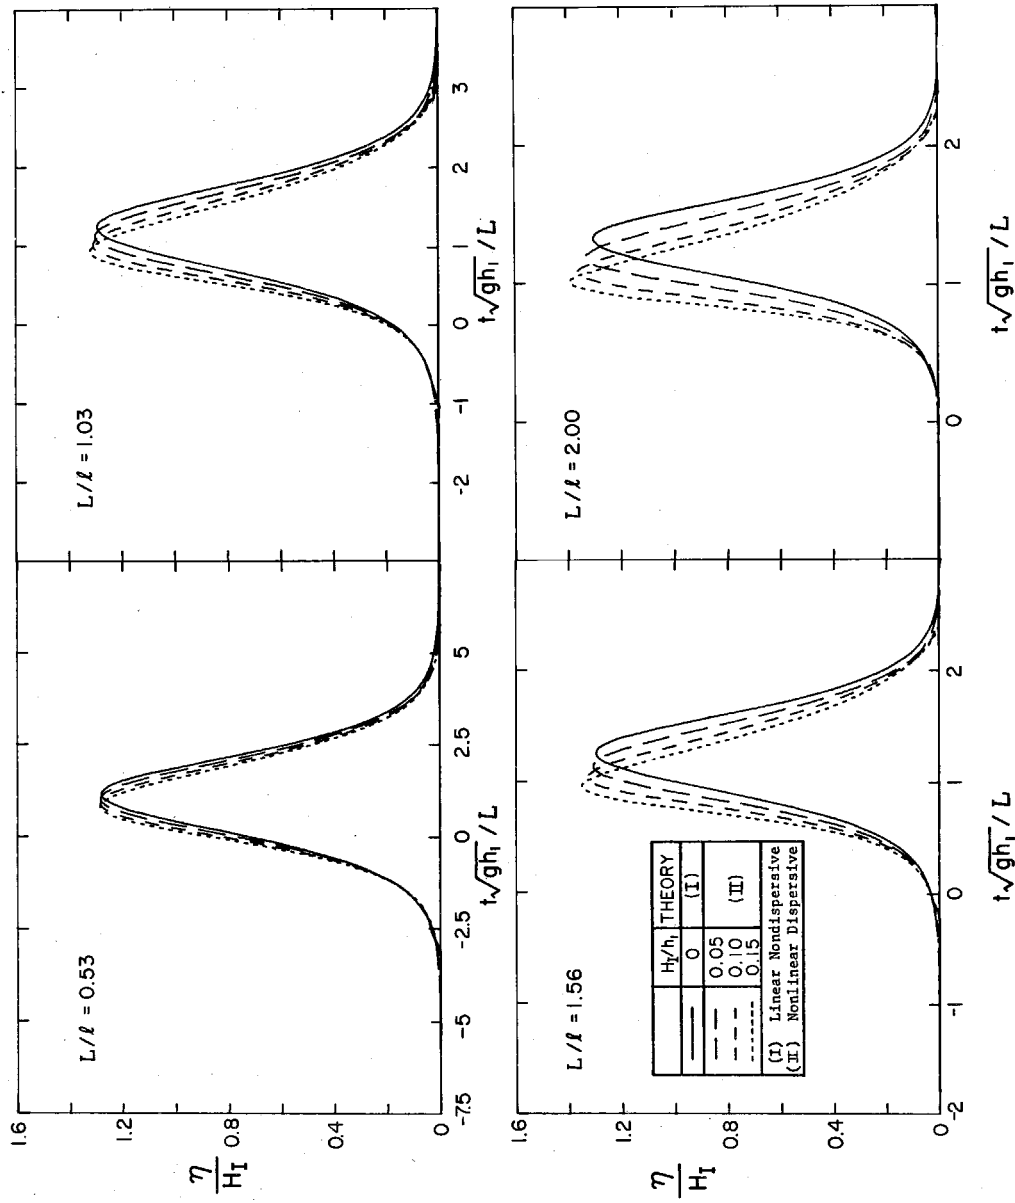 L/ℓ = 0.53
η/H_I
1.6
1.2
0.8
0.4
0
-7.5
-5
-2.5
0
2.5
5
t√gh₁/L
L/ℓ = 1.03
-2
-1
0
1
2
3
t√gh₁/L
L/ℓ = 1.56
η/H_I
1.6
1.2
0.8
0.4
0
-2
-1
0
1
2
t√gh₁/L
H_I/h₁ THEORY
0 (I)
0.05
0.10 (II)
0.15
(I) Linear Nondispersive
(II) Nonlinear Dispersive
L/ℓ = 2.00
0
1
2
t√gh₁/L